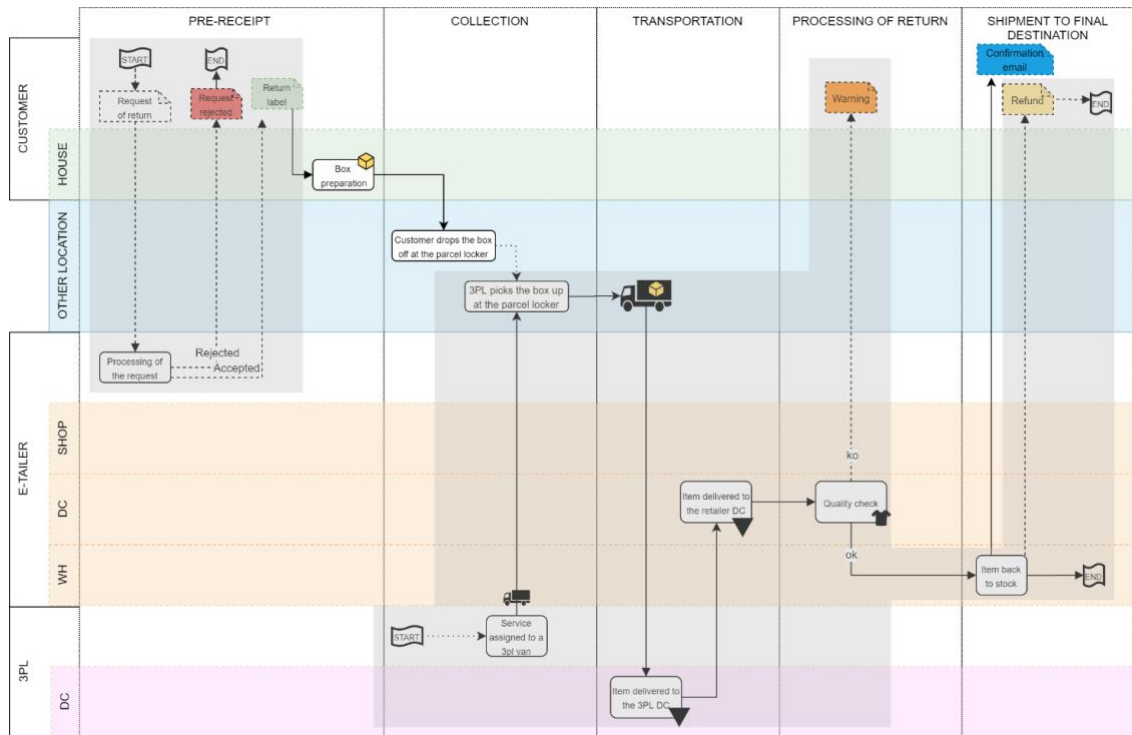 PRE-RECEIPT
COLLECTION
TRANSPORTATION
PROCESSING OF RETURN
SHIPMENT TO FINAL
DESTINATION
CUSTOMER
HOUSE
OTHER LOCATION
E-TAILER
SHOP
DC
WH
3PL
DC
START
END
Request
of return
Request
rejected
Return
label
Box
preparation
Customer drops the box
off at the parcel locker
3PL picks the box up
at the parcel locker
Processing of
the request
Rejected
Accepted
START
Service
assigned to a
3pl van
Item delivered to
the 3PL DC
Item delivered to
the retailer DC
Quality check
ko
ok
Warning
Confirmation
email
Refund
END
Item back
to stock
END